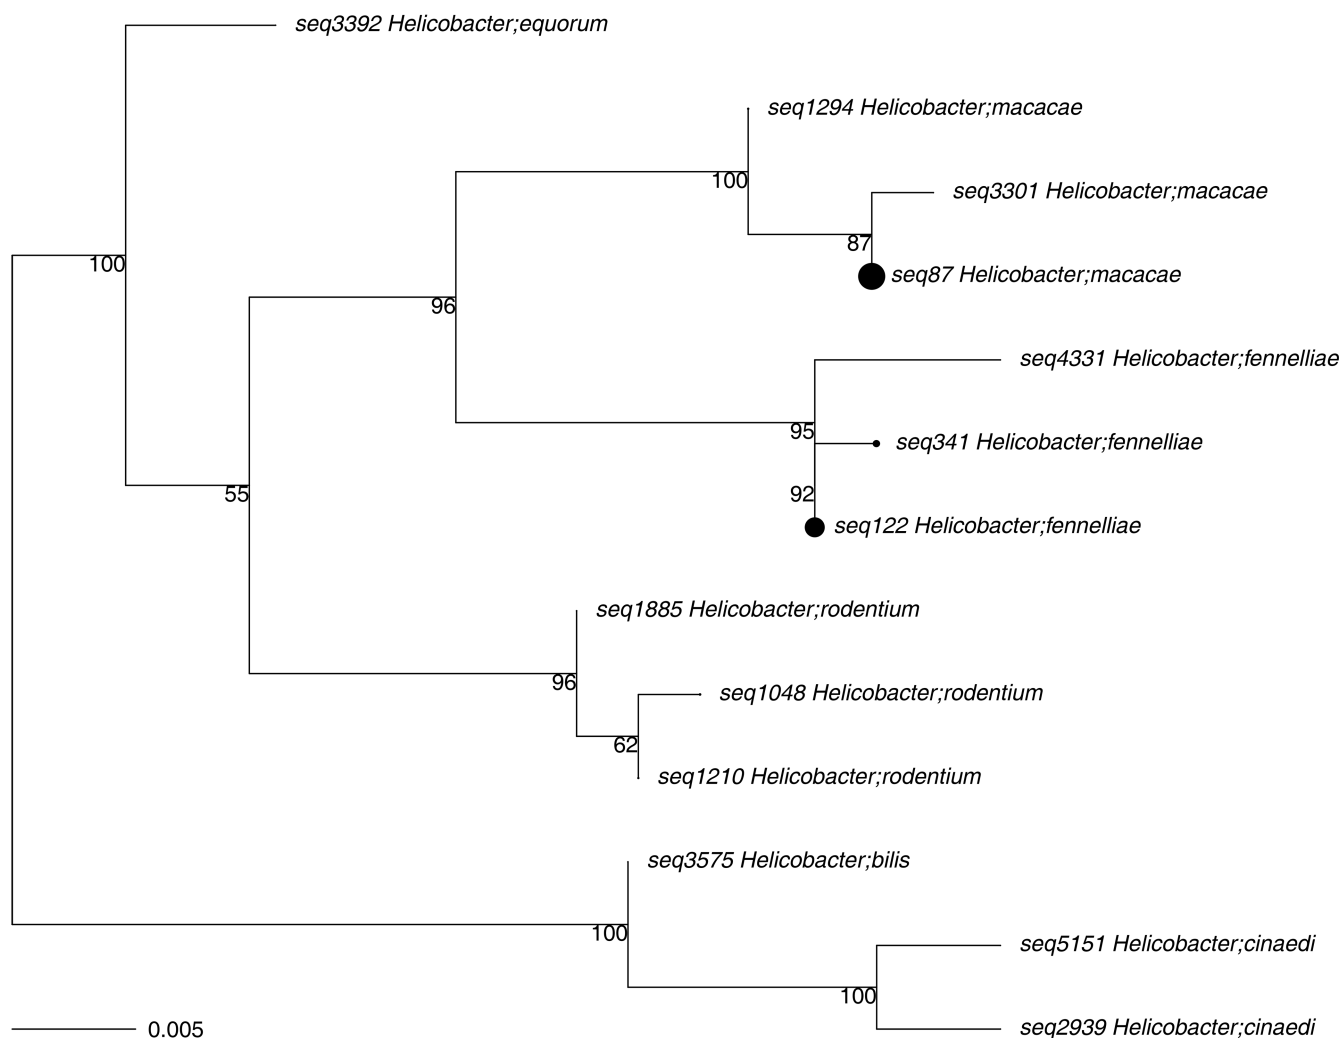 seq3392 Helicobacter;equorum
seq1294 Helicobacter;macacae
100
seq3301 Helicobacter;macacae
87
100
seq87 Helicobacter;macacae
96
seq4331 Helicobacter;fennelliae
95
seq341 Helicobacter;fennelliae
55
92
seq122 Helicobacter;fennelliae
seq1885 Helicobacter;rodentium
96
seq1048 Helicobacter;rodentium
62
seq1210 Helicobacter;rodentium
seq3575 Helicobacter;bilis
100
seq5151 Helicobacter;cinaedi
100
seq2939 Helicobacter;cinaedi
0.005